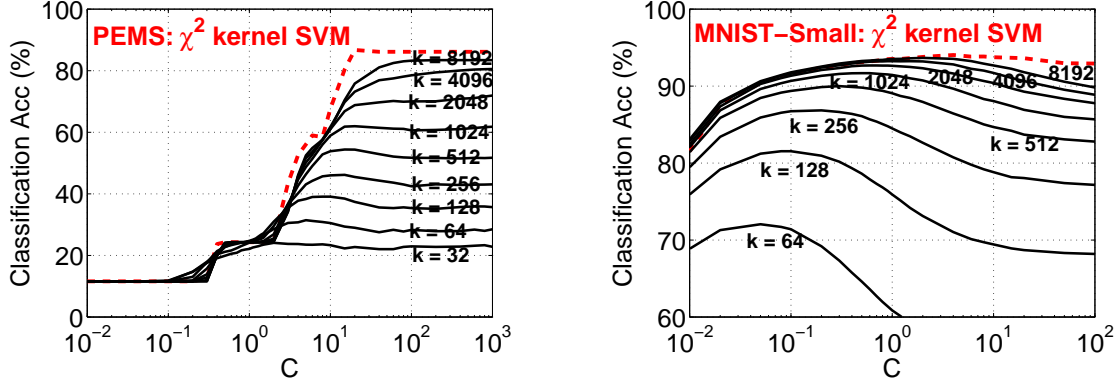 PEMS: χ² kernel SVM
Classification Acc (%)
100
80
60
40
20
0
k = 8192
k = 4096
k = 2048
k = 1024
k = 512
k = 256
k = 128
k = 64
k = 32
10⁻² 10⁻¹ 10⁰ 10¹ 10² 10³
C
MNIST−Small: χ² kernel SVM
Classification Acc (%)
100
90
80
70
60
8192
4096
2048
k = 1024
k = 512
k = 256
k = 128
k = 64
10⁻² 10⁻¹ 10⁰ 10¹ 10²
C